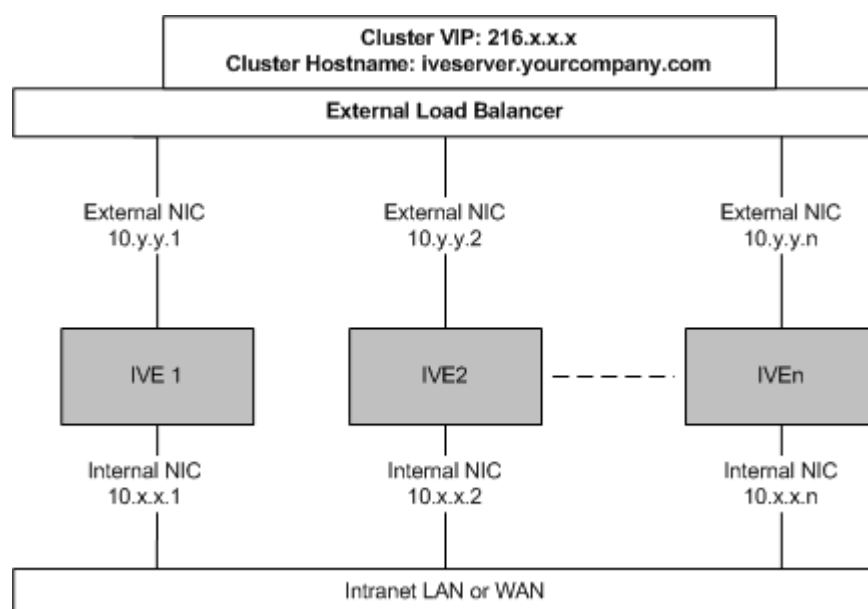 Cluster VIP: 216.x.x.x
Cluster Hostname: iveserver.yourcompany.com
External Load Balancer
External NIC
10.y.y.1
External NIC
10.y.y.2
External NIC
10.y.y.n
IVE 1
IVE2
IVEn
Internal NIC
10.x.x.1
Internal NIC
10.x.x.2
Internal NIC
10.x.x.n
Intranet LAN or WAN